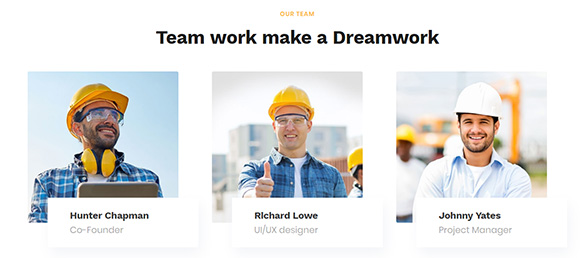 OUR TEAM
Team work make a Dreamwork
Hunter Chapman
Co-Founder
Richard Lowe
UI/UX designer
Johnny Yates
Project Manager